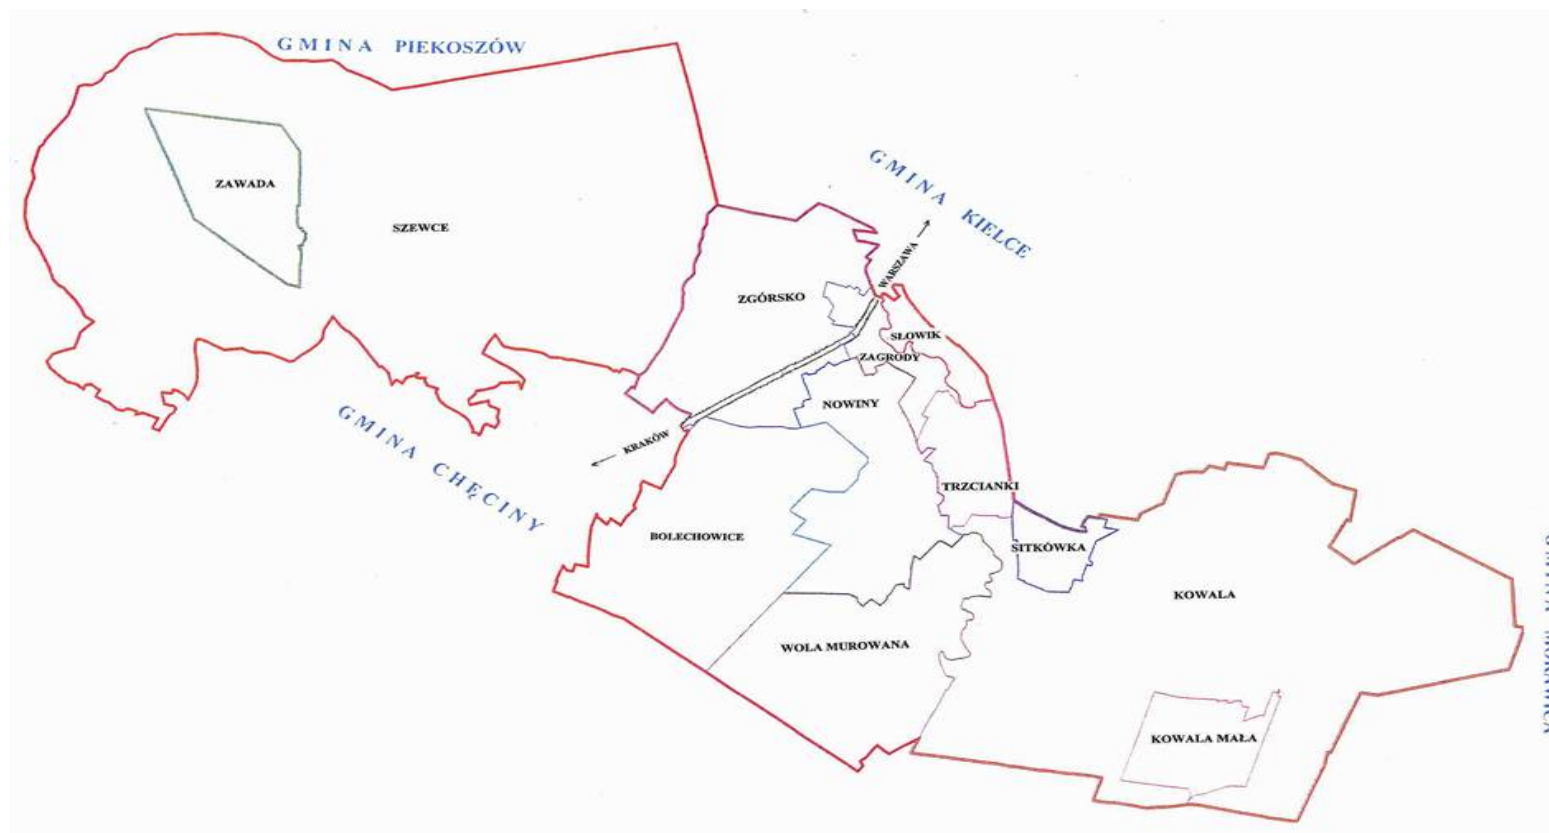 GMINA PIEKOSZÓW
GMINA KIELCE
ZAWADA
SZEWCE
WARSZAWA
ZGÓRSKO
SŁOWIK
ZAGRODY
NOWINY
GMINA CHĘCINY
KRAKÓW
TRZCIANKI
BOLECHOWICE
SITKÓWKA
KOWALA
WOLA MUROWANA
KOWALA MAŁA